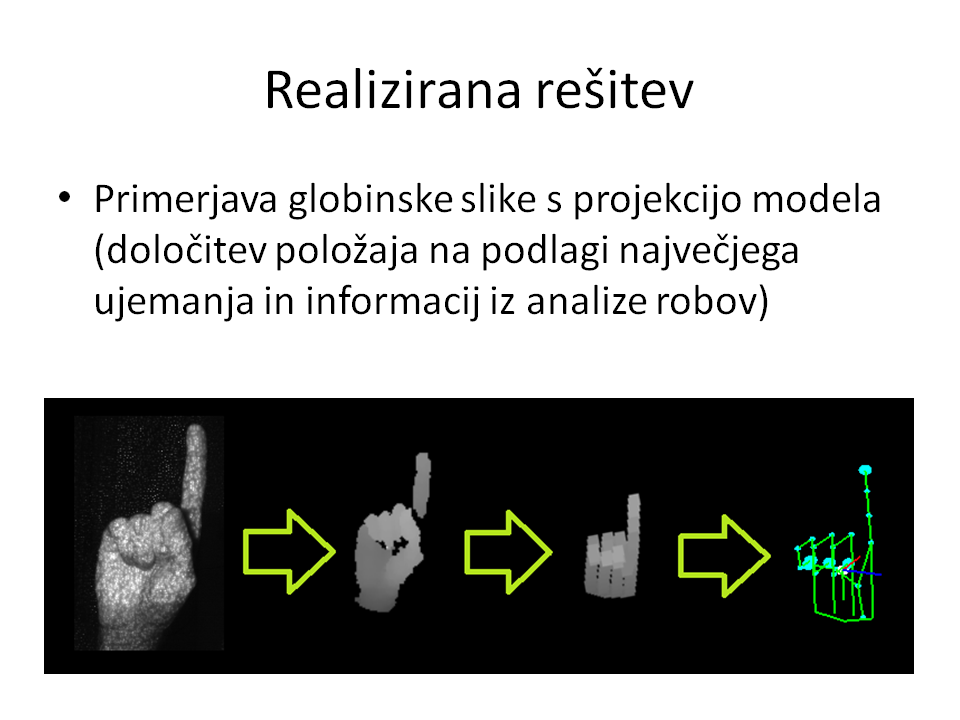 Realizirana rešitev
• Primerjava globinske slike s projekcijo modela
(določitev položaja na podlagi največjega
ujemanja in informacij iz analize robov)